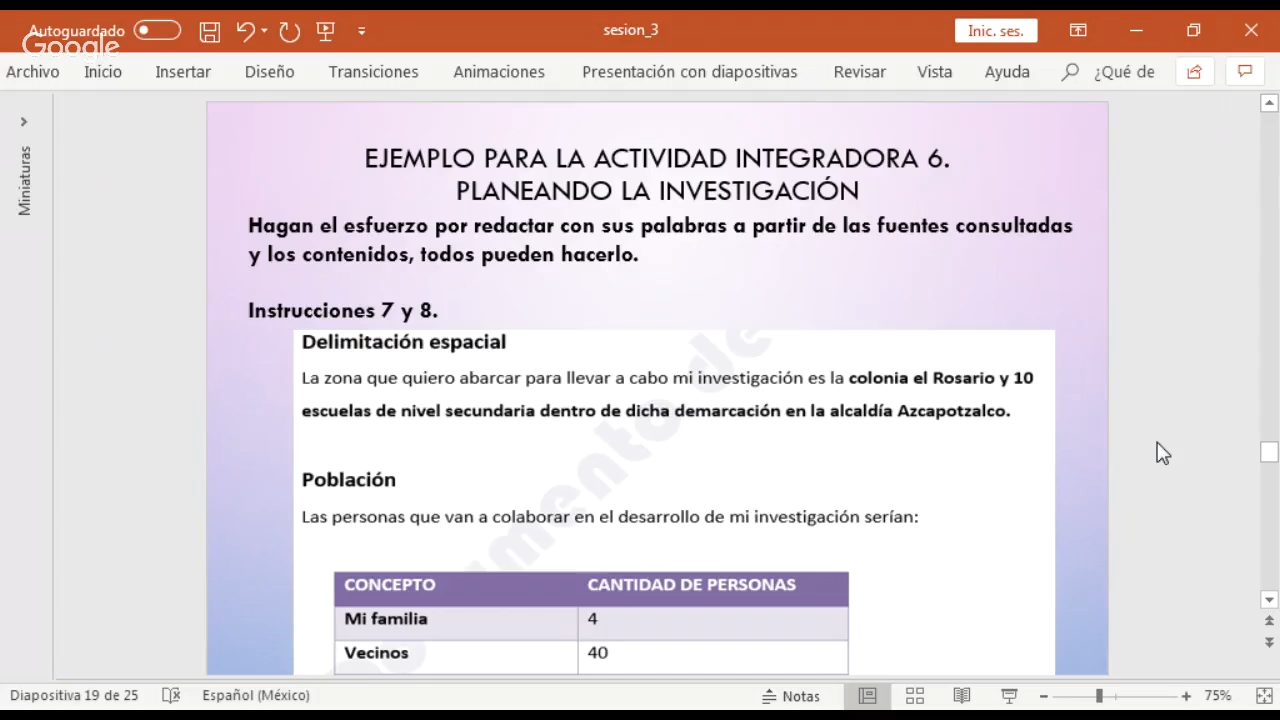 Autoguardado
sesion_3
Inic. ses.
Google
Archivo Inicio Insertar Diseño Transiciones Animaciones Presentación con diapositivas Revisar Vista Ayuda ¿Qué de
Miniaturas
EJEMPLO PARA LA ACTIVIDAD INTEGRADORA 6.
PLANEANDO LA INVESTIGACIÓN
Hagan el esfuerzo por redactar con sus palabras a partir de las fuentes consultadas
y los contenidos, todos pueden hacerlo.
Instrucciones 7 y 8.
Delimitación espacial
La zona que quiero abarcar para llevar a cabo mi investigación es la colonia el Rosario y 10
escuelas de nivel secundaria dentro de dicha demarcación en la alcaldía Azcapotzalco.
Población
Las personas que van a colaborar en el desarrollo de mi investigación serían:
CONCEPTO CANTIDAD DE PERSONAS
Mi familia 4
Vecinos 40
Diapositiva 19 de 25 Español (México) Notas 75%